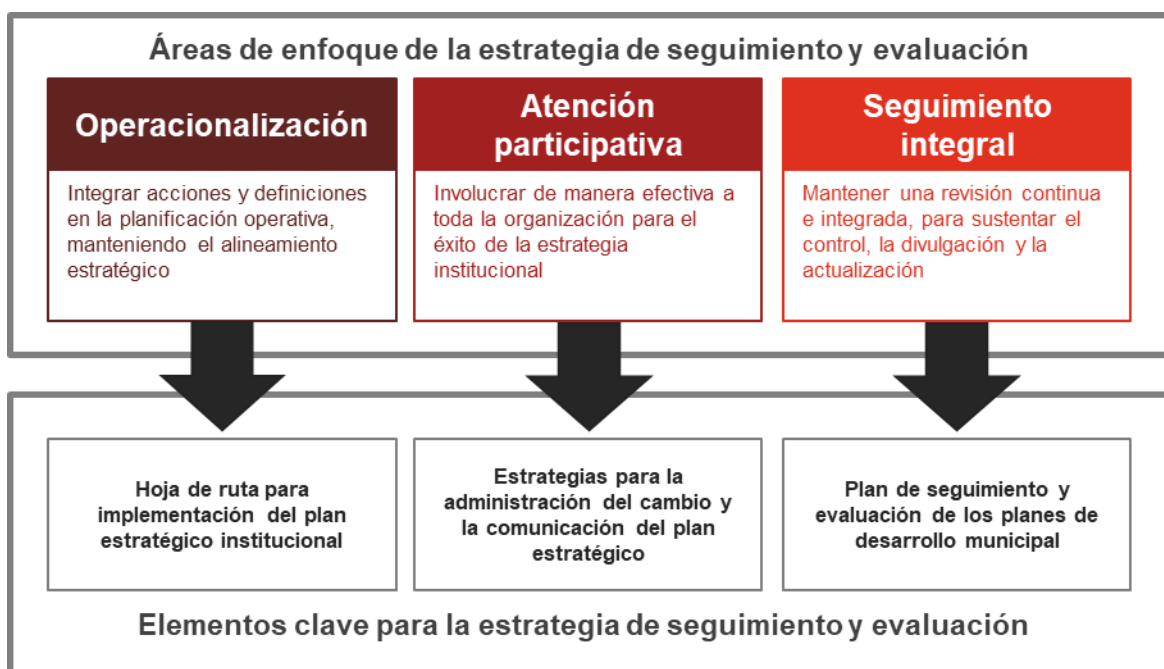 Áreas de enfoque de la estrategia de seguimiento y evaluación
Operacionalización
Integrar acciones y definiciones
en la planificación operativa,
manteniendo el alineamiento
estratégico
Atención
participativa
Involucrar de manera efectiva a
toda la organización para el
éxito de la estrategia
institucional
Seguimiento
integral
Mantener una revisión continua
e integrada, para sustentar el
control, la divulgación y la
actualización
Hoja de ruta para
implementación del plan
estratégico institucional
Estrategias para la
administración del cambio y
la comunicación del plan
estratégico
Plan de seguimiento y
evaluación de los planes de
desarrollo municipal
Elementos clave para la estrategia de seguimiento y evaluación